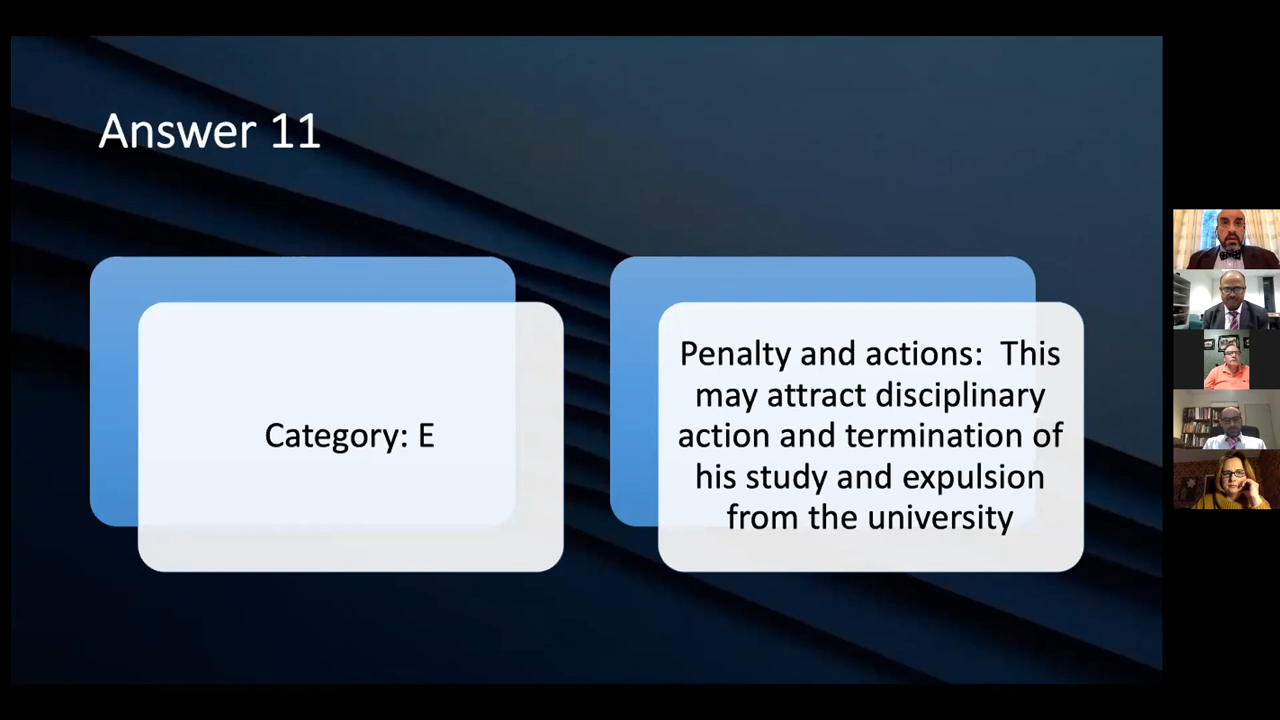 Answer 11
Category: E
Penalty and actions:  This
may attract disciplinary
action and termination of
his study and expulsion
from the university